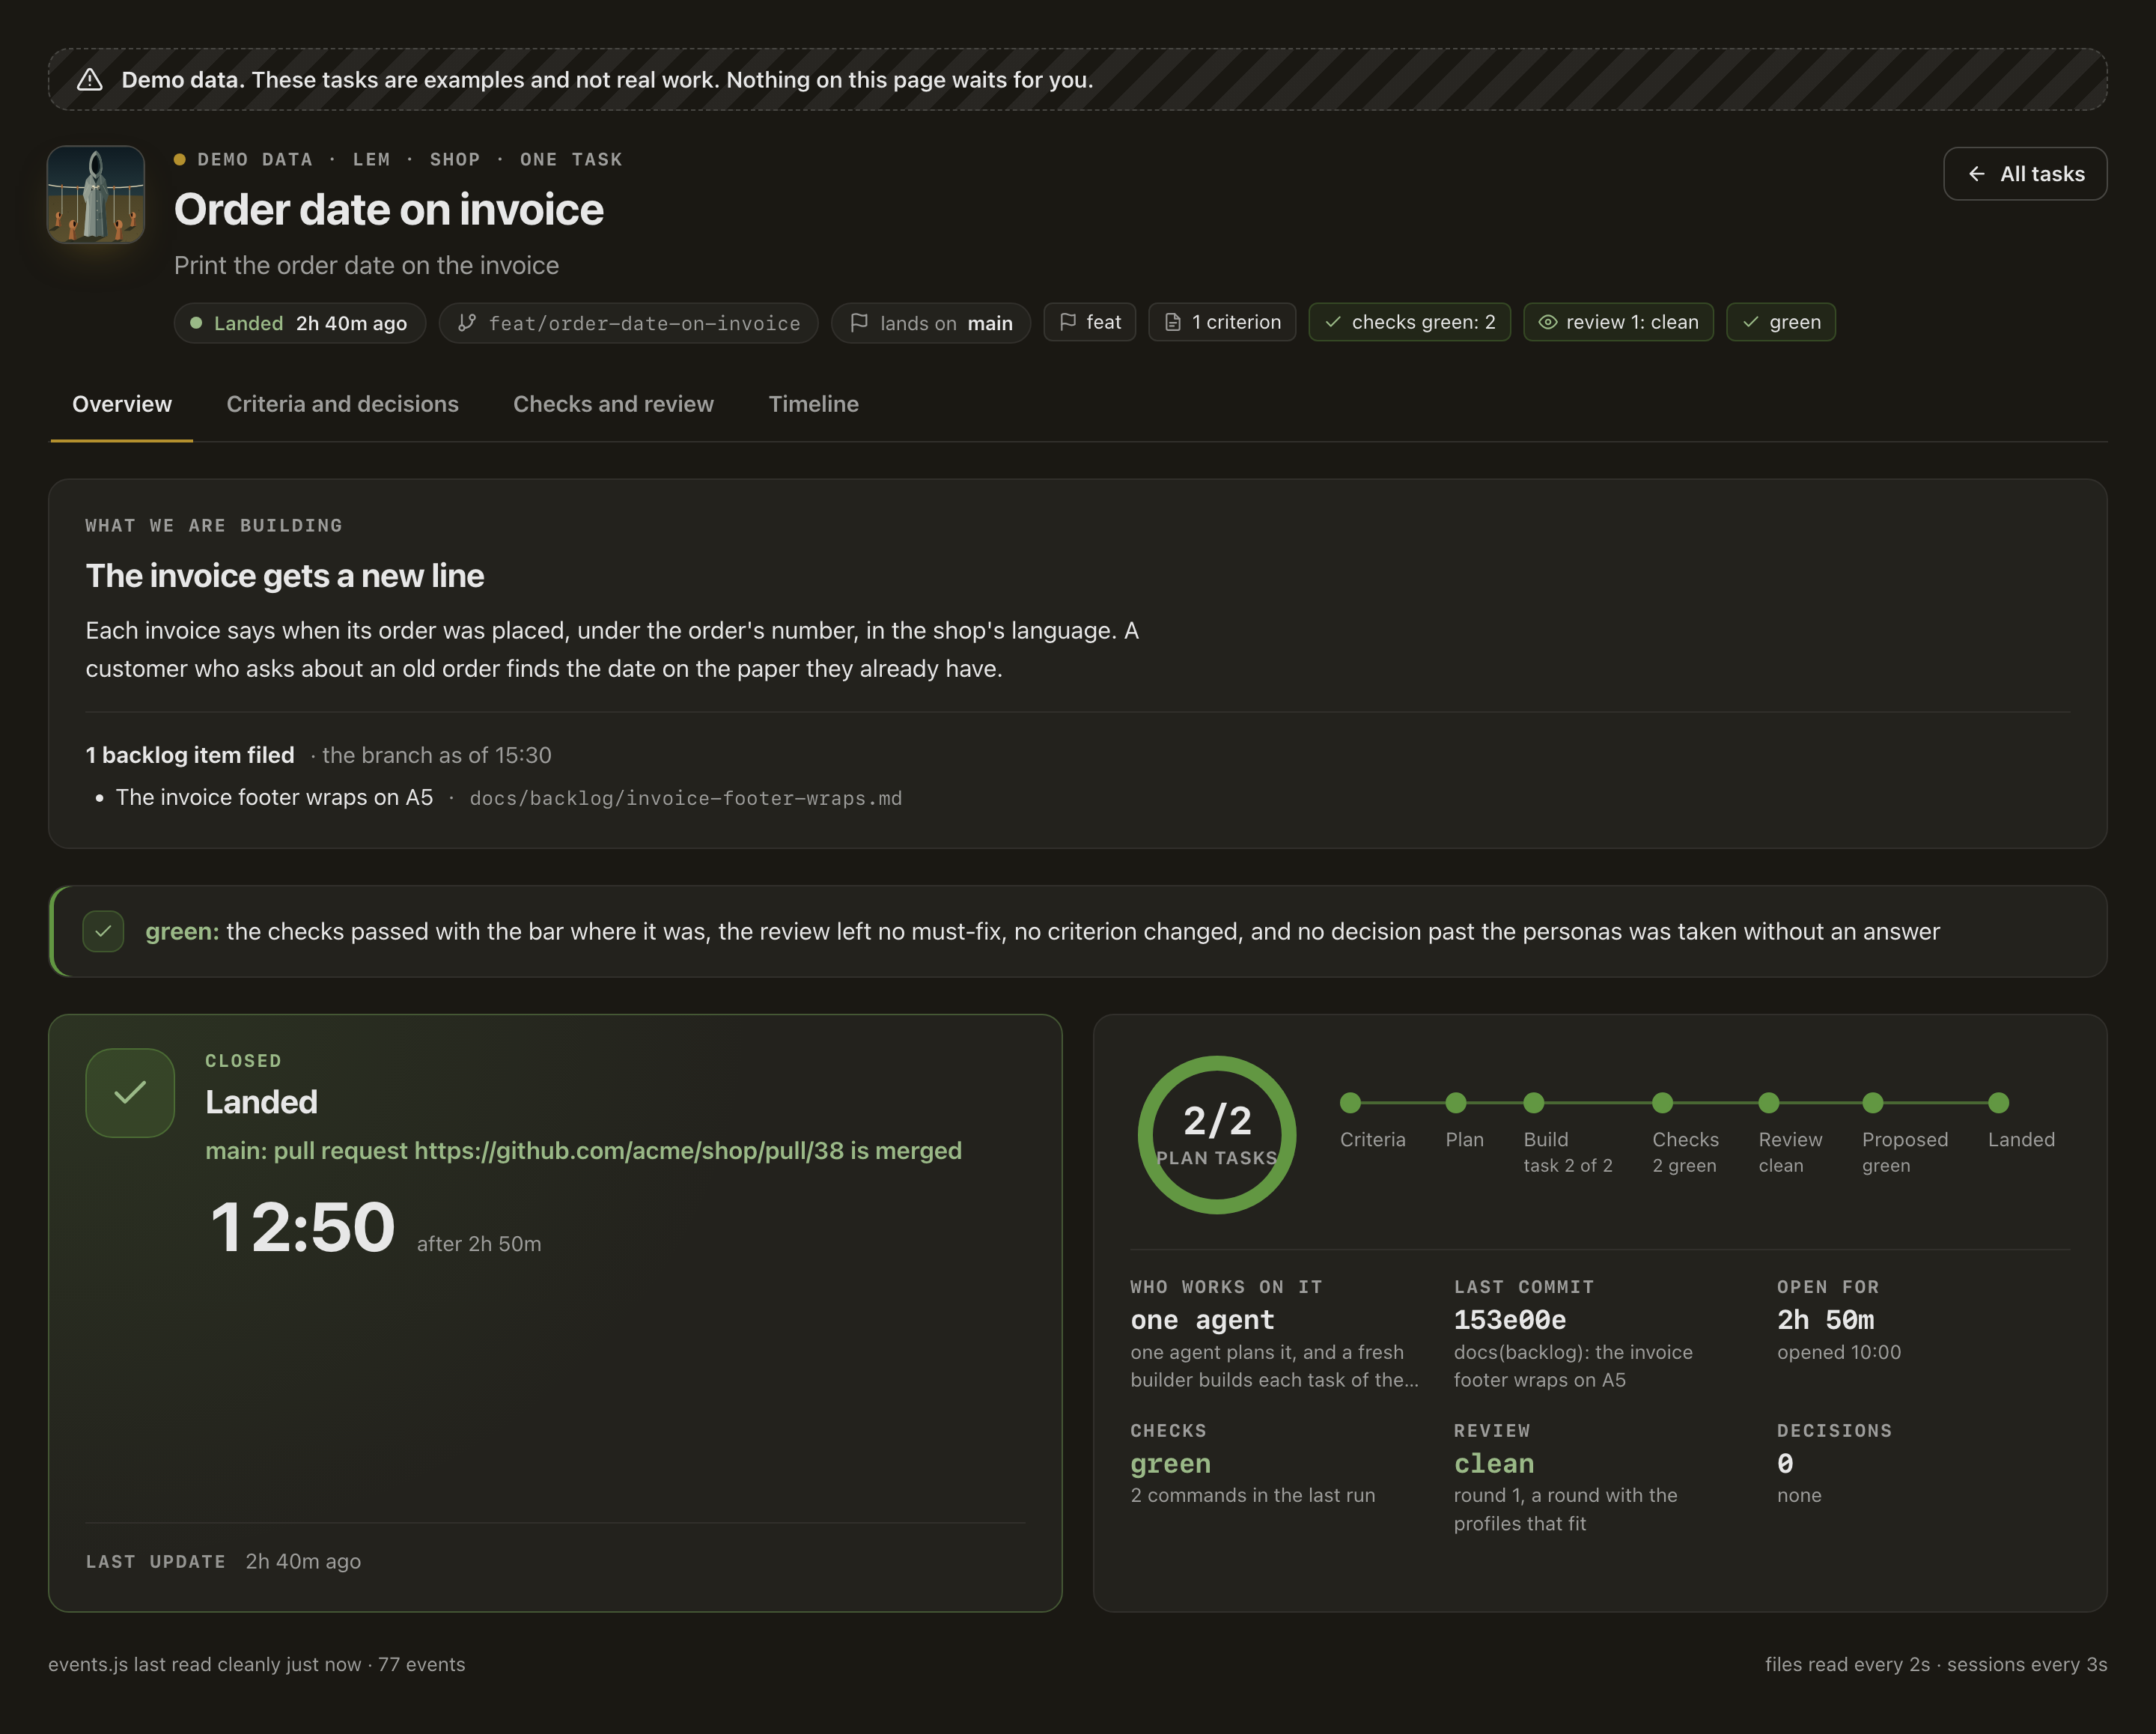 Demo data. These tasks are examples and not real work. Nothing on this page waits for you.
DEMO DATA · LEM · SHOP · ONE TASK
All tasks
Order date on invoice
Print the order date on the invoice
Landed 2h 40m ago
feat/order-date-on-invoice
lands on main
feat
1 criterion
checks green: 2
review 1: clean
green
Overview
Criteria and decisions
Checks and review
Timeline
WHAT WE ARE BUILDING
The invoice gets a new line
Each invoice says when its order was placed, under the order's number, in the shop's language. A
customer who asks about an old order finds the date on the paper they already have.
1 backlog item filed · the branch as of 15:30
• The invoice footer wraps on A5 · docs/backlog/invoice-footer-wraps.md
green: the checks passed with the bar where it was, the review left no must-fix, no criterion changed, and no decision past the personas was taken without an answer
CLOSED
Landed
main: pull request https://github.com/acme/shop/pull/38 is merged
12:50 after 2h 50m
LAST UPDATE 2h 40m ago
2/2
PLAN TASKS
Criteria
Plan
Build
task 2 of 2
Checks
2 green
Review
clean
Proposed
green
Landed
WHO WORKS ON IT
one agent
one agent plans it, and a fresh
builder builds each task of the...
LAST COMMIT
153e00e
docs(backlog): the invoice
footer wraps on A5
OPEN FOR
2h 50m
opened 10:00
CHECKS
green
2 commands in the last run
REVIEW
clean
round 1, a round with the
profiles that fit
DECISIONS
0
none
events.js last read cleanly just now · 77 events
files read every 2s · sessions every 3s